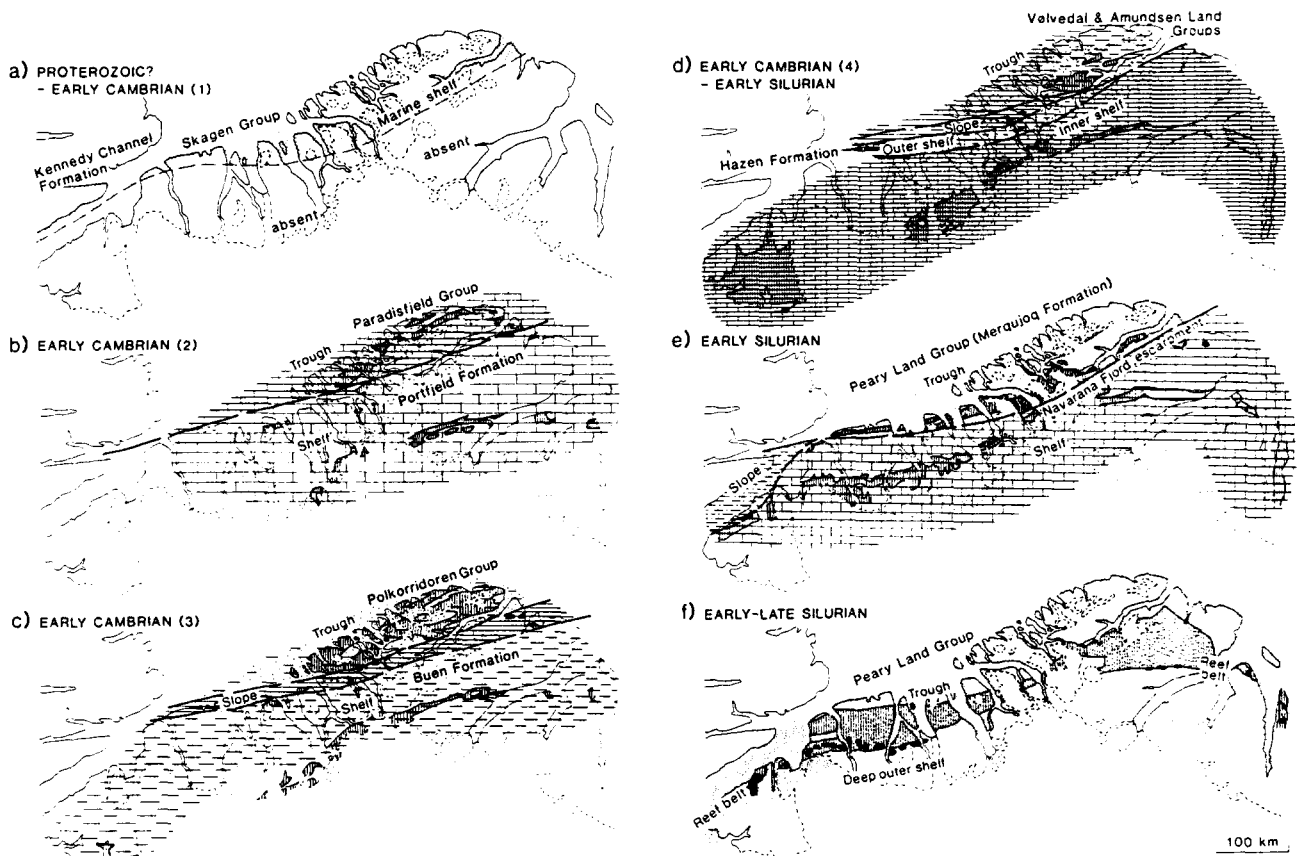 a) PROTEROZOIC?
- EARLY CAMBRIAN (1)
Skagen Group
Marine shelf
Kennedy Channel
Formation
absent
absent
b) EARLY CAMBRIAN (2)
Paradisfjeld Group
Trough
Portfjeld Formation
Shelf
c) EARLY CAMBRIAN (3)
Polkorridoren Group
Trough
Buen Formation
Slope
Shelf
d) EARLY CAMBRIAN (4)
- EARLY SILURIAN
Vølvedal & Amundsen Land
Groups
Trough
Slope
Inner shelf
Outer shelf
Hazen Formation
e) EARLY SILURIAN
Peary Land Group (Merqujoq Formation)
Trough
Navarana Fjord escarpment
Shelf
Slope
f) EARLY-LATE SILURIAN
Peary Land Group
Trough
Reef
belt
Deep outer shelf
Reef belt
100 km